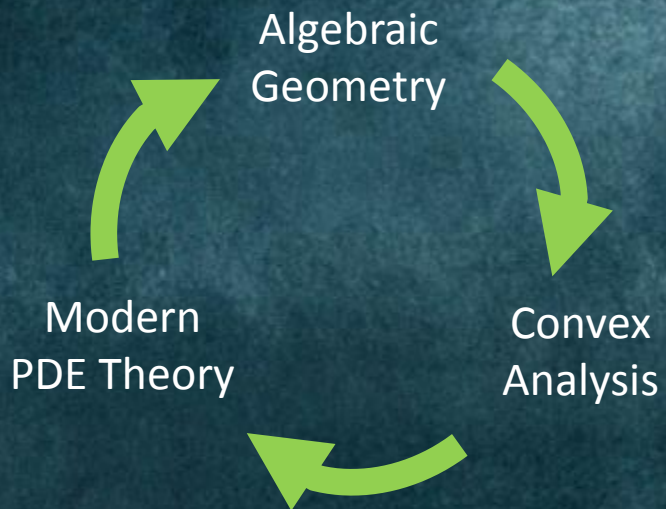 Algebraic
Geometry
Modern
PDE Theory
Convex
Analysis